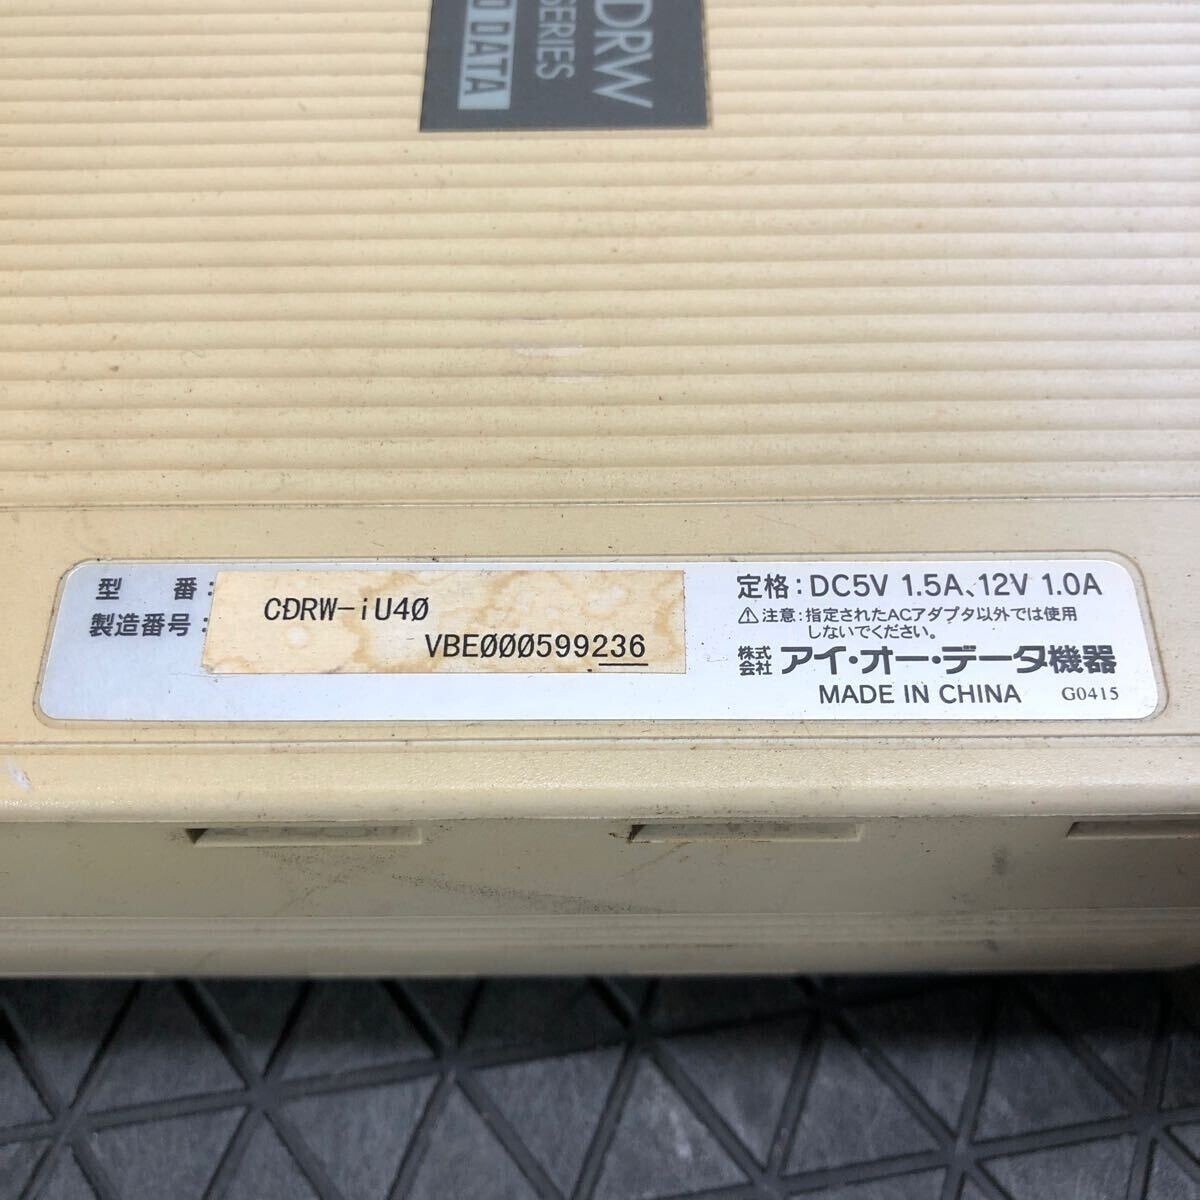 CDRW
SERIES
I-O DATA
型 番:
CDRW-iU40
製造番号:
VBE000599236
定格:DC5V 1.5A、12V 1.0A
⚠注意:指定されたACアダプタ以外では使用
しないでください。
株式会社 アイ・オー・データ機器
MADE IN CHINA G0415